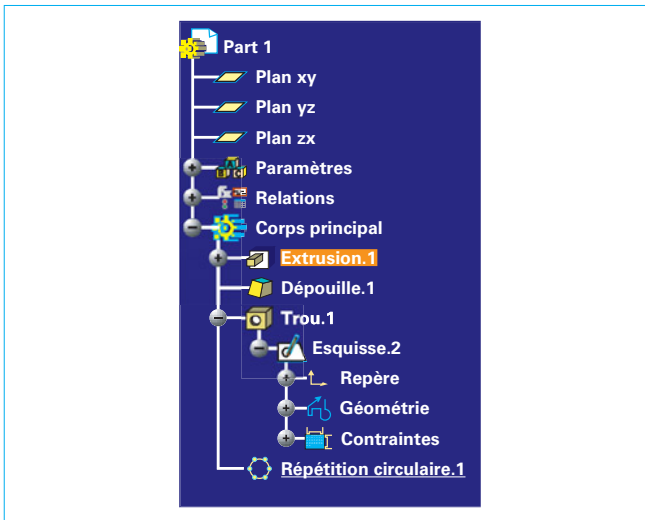 Part 1
Plan xy
Plan yz
Plan zx
Paramètres
Relations
Corps principal
Extrusion.1
Dépouille.1
Trou.1
Esquisse.2
Repère
Géométrie
Contraintes
Répétition circulaire.1